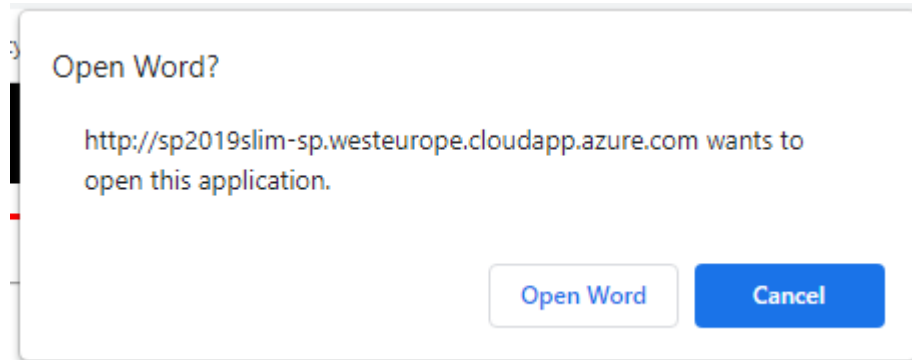 Open Word?
http://sp2019slim-sp.westeurope.cloudapp.azure.com wants to
open this application.
Open Word
Cancel